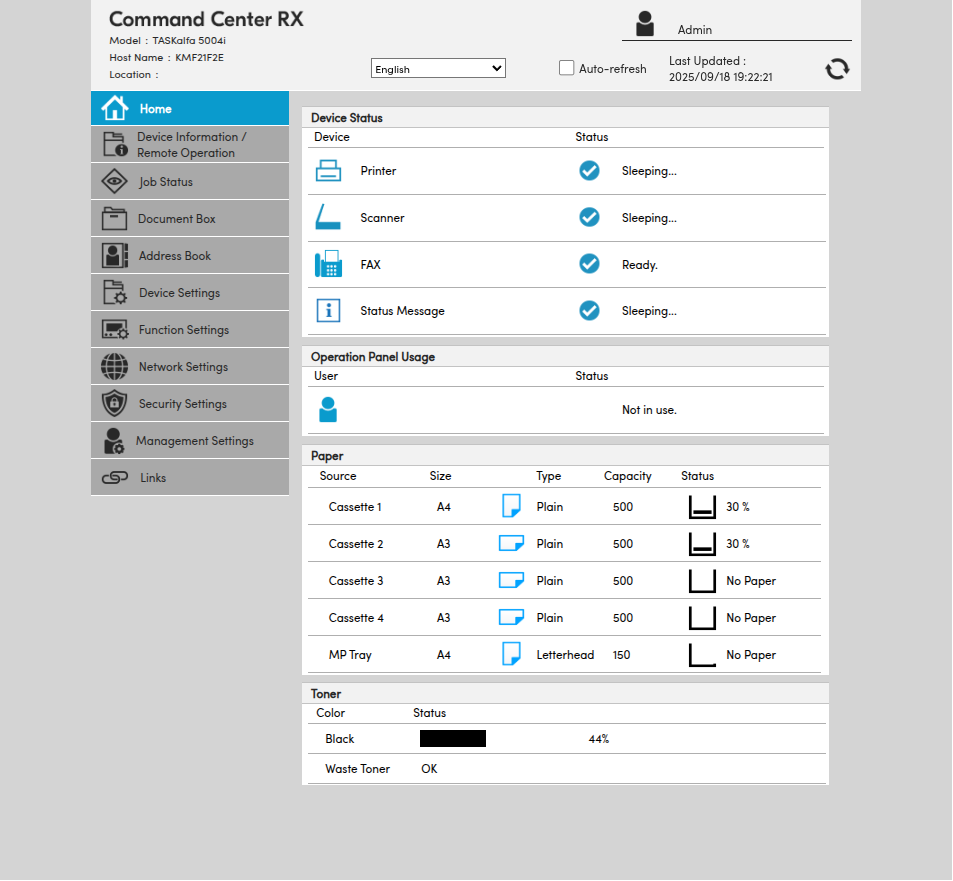 Command Center RX
Model : TASKalfa 5004i
Host Name : KMF21F2E
Location :
English
Auto-refresh
Admin
Last Updated :
2025/09/18 19:22:21
Home
Device Information /
Remote Operation
Job Status
Document Box
Address Book
Device Settings
Function Settings
Network Settings
Security Settings
Management Settings
Links
Device Status
Device Status
Printer Sleeping...
Scanner Sleeping...
FAX Ready.
Status Message Sleeping...
Operation Panel Usage
User Status
Not in use.
Paper
Source Size Type Capacity Status
Cassette 1 A4 Plain 500 30 %
Cassette 2 A3 Plain 500 30 %
Cassette 3 A3 Plain 500 No Paper
Cassette 4 A3 Plain 500 No Paper
MP Tray A4 Letterhead 150 No Paper
Toner
Color Status
Black 44%
Waste Toner OK